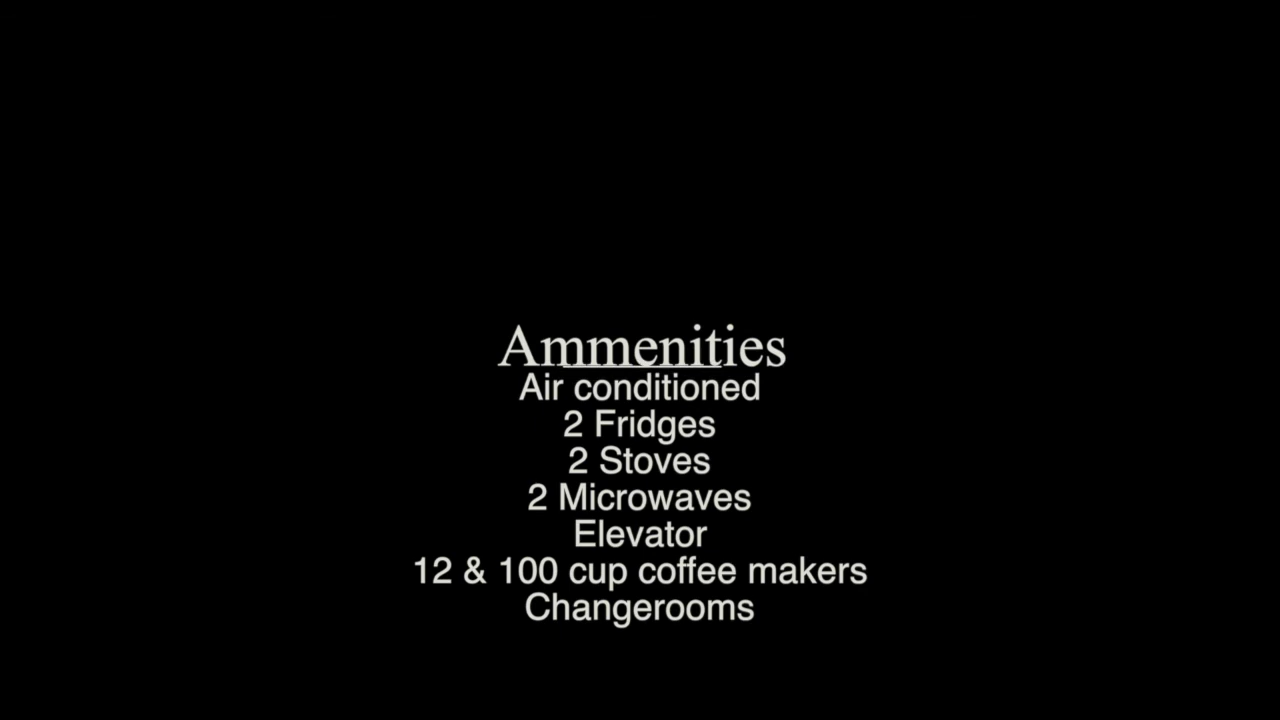 Ammenities
Air conditioned
2 Fridges
2 Stoves
2 Microwaves
Elevator
12 & 100 cup coffee makers
Changerooms